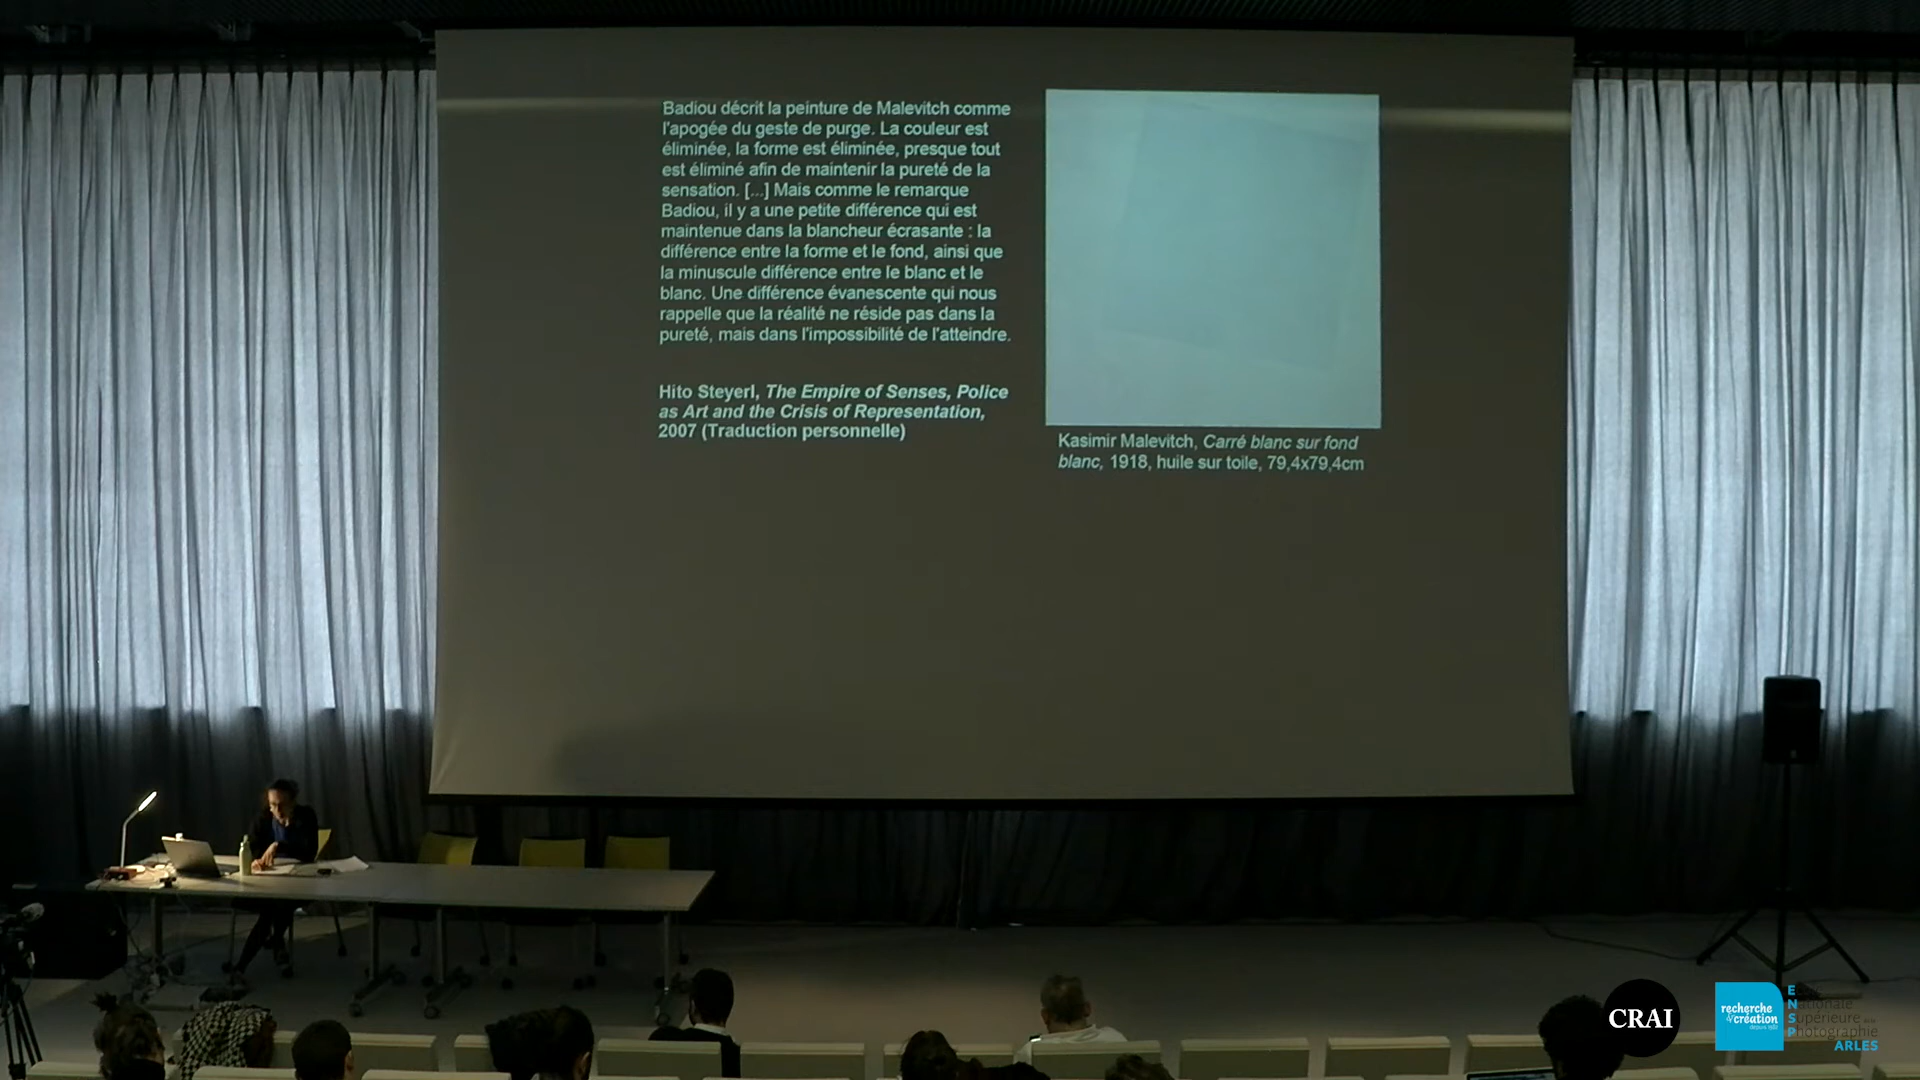 Badiou décrit la peinture de Malevitch comme
l'apogée du geste de purge. La couleur est
éliminée, la forme est éliminée, presque tout
est éliminé afin de maintenir la pureté de la
sensation. [...] Mais comme le remarque
Badiou, il y a une petite différence qui est
maintenue dans la blancheur écrasante : la
différence entre la forme et le fond, ainsi que
la minuscule différence entre le blanc et le
blanc. Une différence évanescente qui nous
rappelle que la réalité ne réside pas dans la
pureté, mais dans l'impossibilité de l'atteindre.
Hito Steyerl, The Empire of Senses, Police
as Art and the Crisis of Representation,
2007 (Traduction personnelle)
Kasimir Malevitch, Carré blanc sur fond
blanc, 1918, huile sur toile, 79,4x79,4cm
CRAI
recherche
&création
depuis 1982
Nationale
Supérieure
Photographie
ARLES